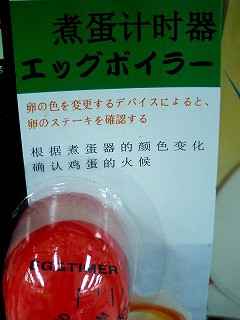 煮蛋计时器
エッグボイラー
卵の色を変更するデバイスによると、
卵のステーキを確認する
根据煮蛋器的颜色变化
确认鸡蛋的火候
EGGTIMER